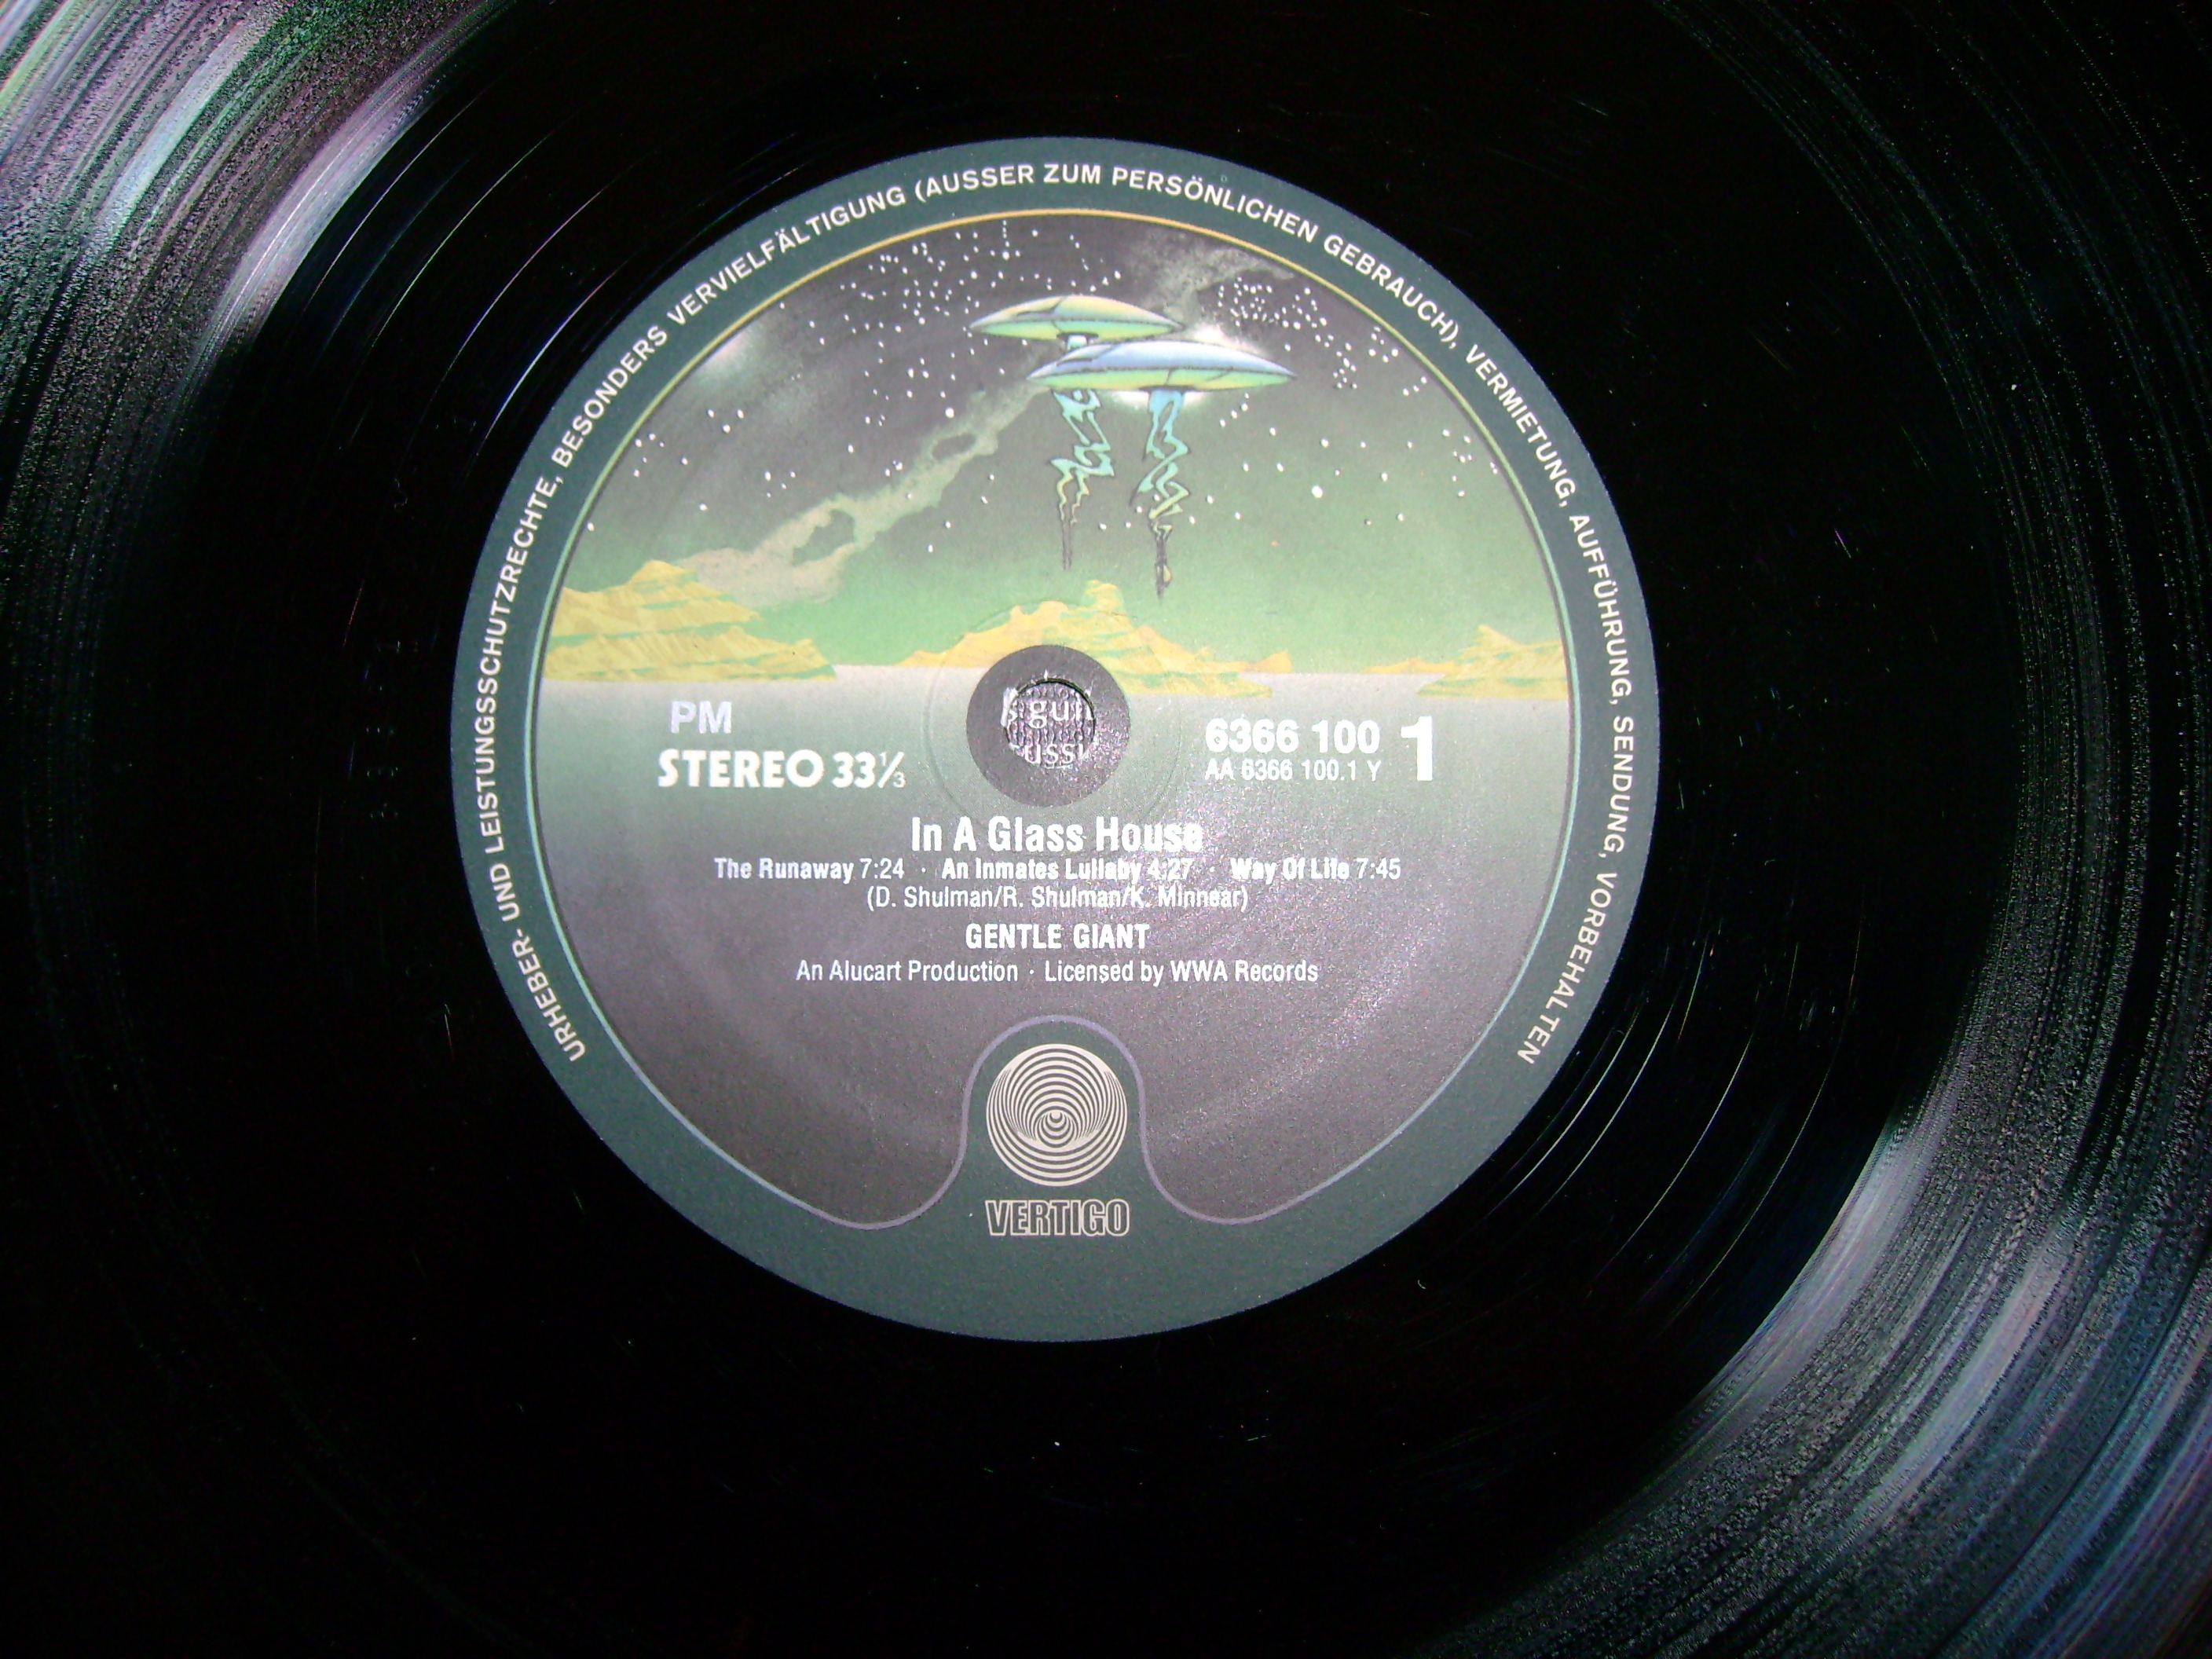 URHEBER- UND LEISTUNGSSCHUTZRECHTE, BESONDERS VERVIELFÄLTIGUNG (AUSSER ZUM PERSÖNLICHEN GEBRAUCH), VERMIETUNG, AUFFÜHRUNG, SENDUNG, VORBEHALTEN
PM
STEREO 33⅓
6366 100 1
AA 6366 100.1 Y
In A Glass House
The Runaway 7:24 · An Inmates Lullaby 4:27 · Way Of Life 7:45
(D. Shulman/R. Shulman/K. Minnear)
GENTLE GIANT
An Alucart Production · Licensed by WWA Records
VERTIGO